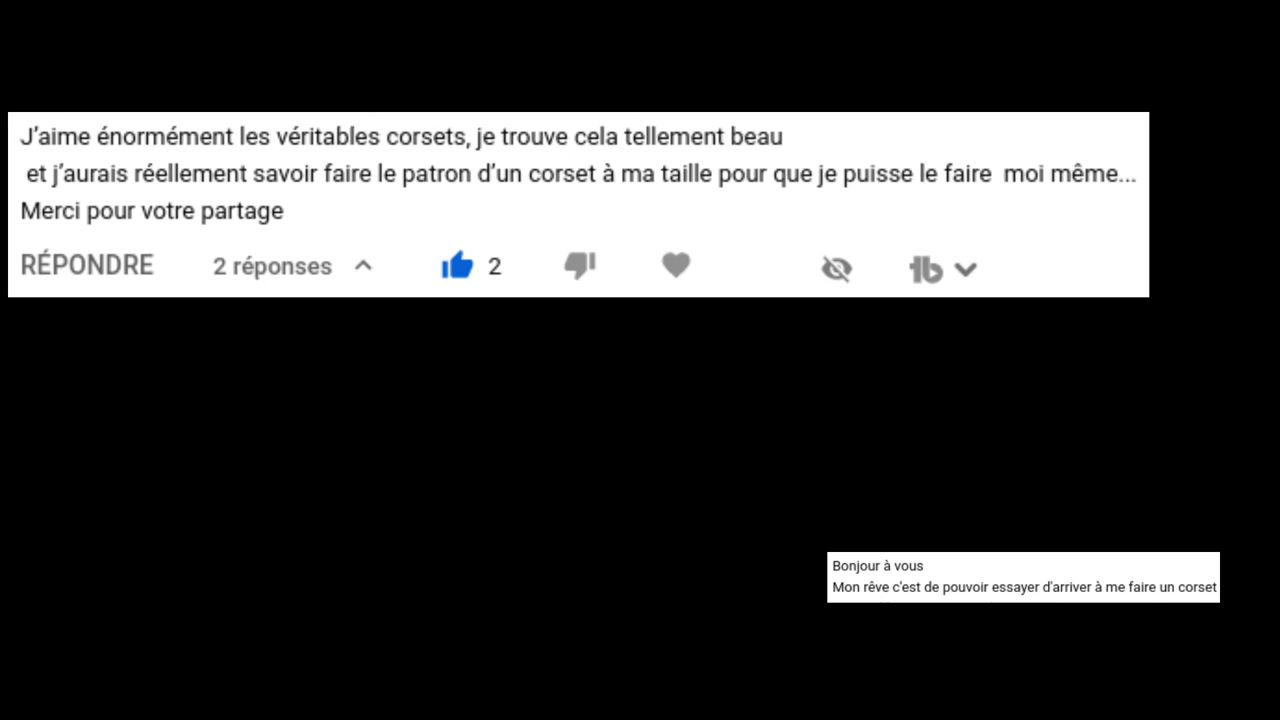 J’aime énormément les véritables corsets, je trouve cela tellement beau
et j’aurais réellement savoir faire le patron d’un corset à ma taille pour que je puisse le faire  moi même...
Merci pour votre partage
RÉPONDRE 2 réponses 2
Bonjour à vous
Mon rêve c'est de pouvoir essayer d'arriver à me faire un corset